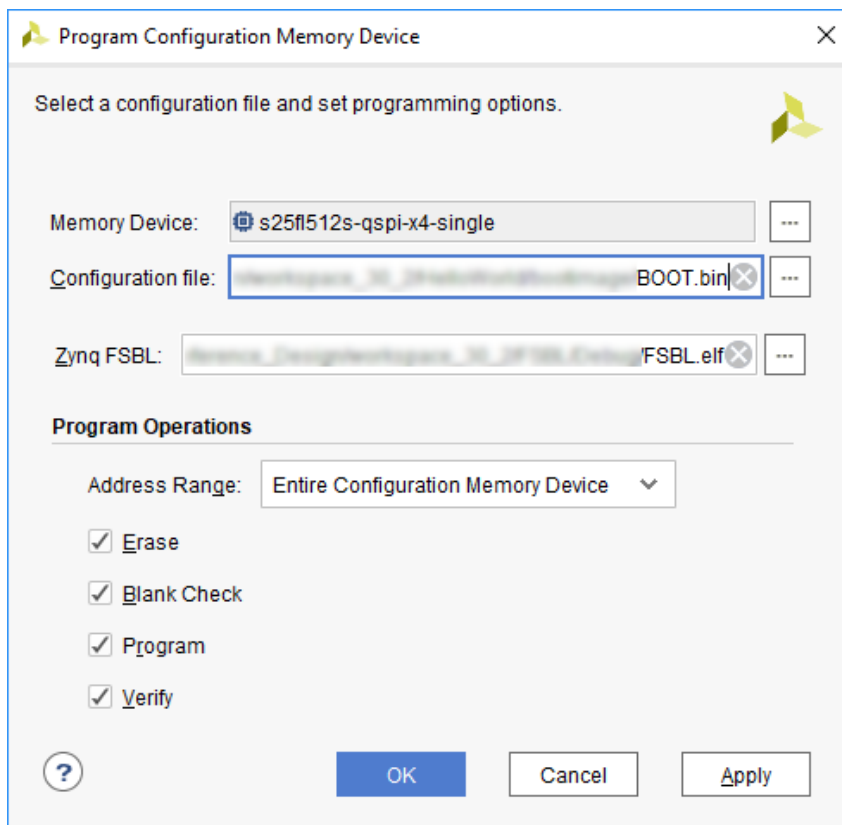 Program Configuration Memory Device
Select a configuration file and set programming options.
Memory Device: s25fl512s-qspi-x4-single ...
Configuration file: BOOT.bin ...
Zynq FSBL: /FSBL.elf ...
Program Operations
Address Range: Entire Configuration Memory Device
Erase
Blank Check
Program
Verify
? OK Cancel Apply